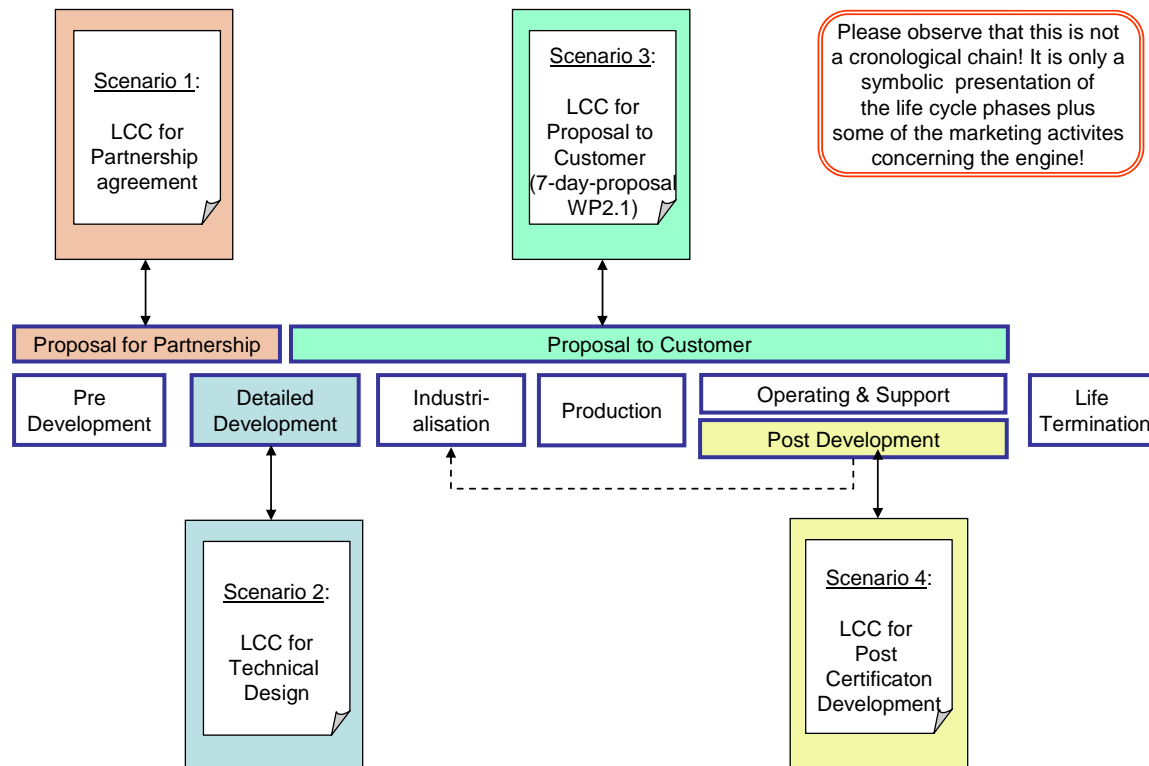 Scenario 1:
LCC for
Partnership
agreement
Scenario 3:
LCC for
Proposal to
Customer
(7-day-proposal
WP2.1)
Please observe that this is not
a cronological chain! It is only a
symbolic presentation of
the life cycle phases plus
some of the marketing activites
concerning the engine!
Proposal for Partnership
Proposal to Customer
Pre
Development
Detailed
Development
Industri-
alisation
Production
Operating & Support
Post Development
Life
Termination
Scenario 2:
LCC for
Technical
Design
Scenario 4:
LCC for
Post
Certificaton
Development